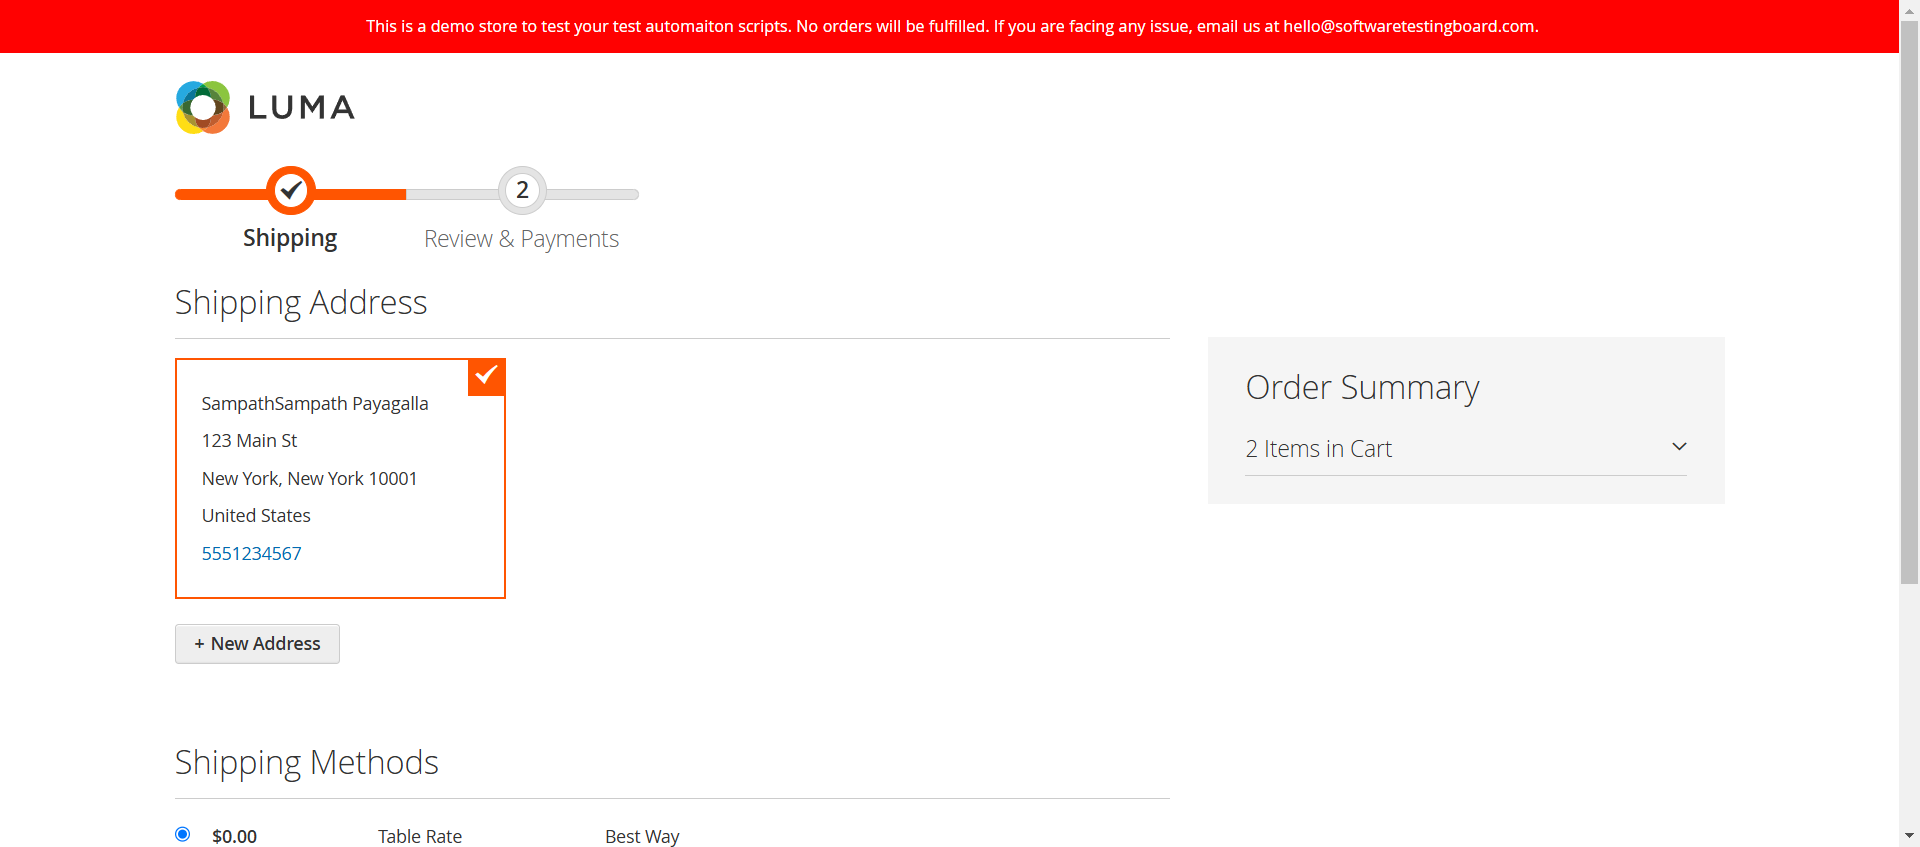 This is a demo store to test your test automaiton scripts. No orders will be fulfilled. If you are facing any issue, email us at hello@softwaretestingboard.com.
LUMA
2
Shipping
Review & Payments
Shipping Address
SampathSampath Payagalla
123 Main St
New York, New York 10001
United States
5551234567
+ New Address
Order Summary
2 Items in Cart
Shipping Methods
$0.00 Table Rate Best Way